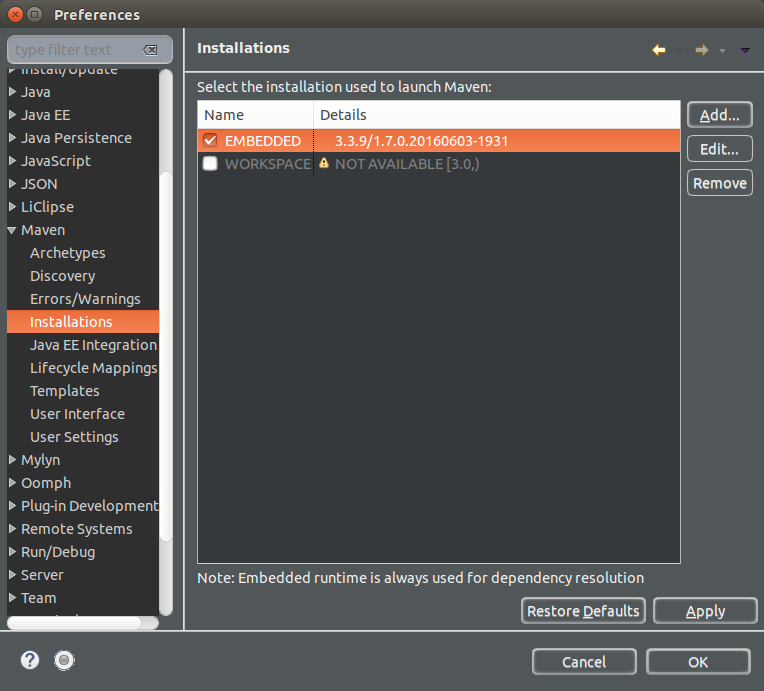 Preferences
type filter text
Installations
Install/Update
Java
Java EE
Java Persistence
JavaScript
JSON
LiClipse
Maven
Archetypes
Discovery
Errors/Warnings
Installations
Java EE Integration
Lifecycle Mappings
Templates
User Interface
User Settings
Mylyn
Oomph
Plug-in Development
Remote Systems
Run/Debug
Server
Team
Select the installation used to launch Maven:
Name Details
EMBEDDED 3.3.9/1.7.0.20160603-1931
WORKSPACE NOT AVAILABLE [3.0,)
Add...
Edit...
Remove
Note: Embedded runtime is always used for dependency resolution
Restore Defaults Apply
Cancel OK